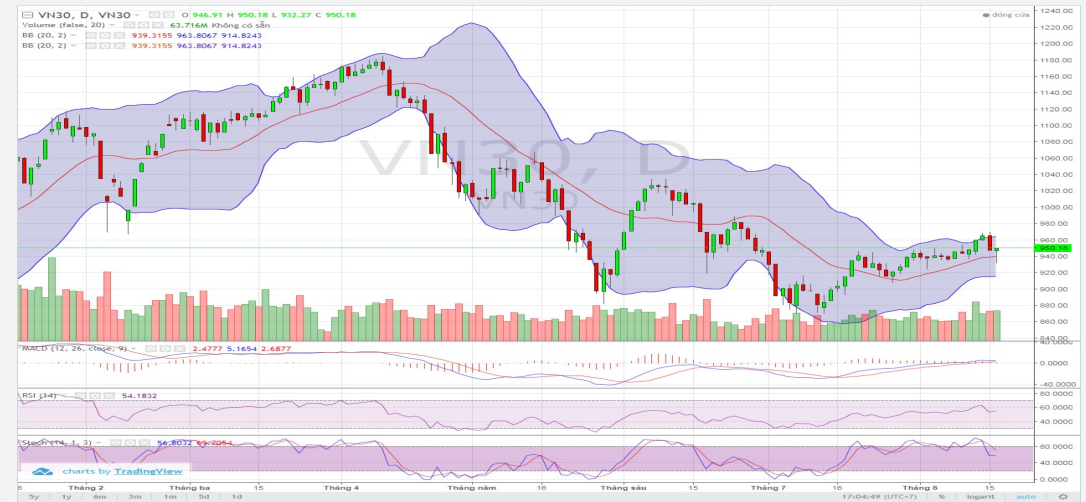 VN30, D, VN30 O 946.91 H 950.18 L 932.27 C 950.18
đóng cửa
Volume (false, 20) 63.716M Không có sẵn
BB (20, 2) 939.3155 963.8067 914.8243
BB (20, 2) 939.3155 963.8067 914.8243
VN30, D
VN30
1240.00
1220.00
1200.00
1180.00
1160.00
1140.00
1120.00
1100.00
1080.00
1060.00
1040.00
1020.00
1000.00
980.00
960.00
950.18
940.00
920.00
900.00
880.00
860.00
840.00
MACD (12, 26, close, 9) 2.4777 5.1654 2.6877
40.0000
0.0000
-40.0000
RSI (14) 54.1832
80.0000
60.0000
40.0000
Stoch (14, 1, 3) 56.8032 69.7054
80.0000
40.0000
0.0000
charts by TradingView
6 Tháng 2 Tháng ba 15 Tháng 4 Tháng năm 16 Tháng sáu 15 Tháng 7 16 Tháng 8 15
5y 1y 6m 3m 1m 5d 1d 17:04:49 (UTC+7) % logarit auto